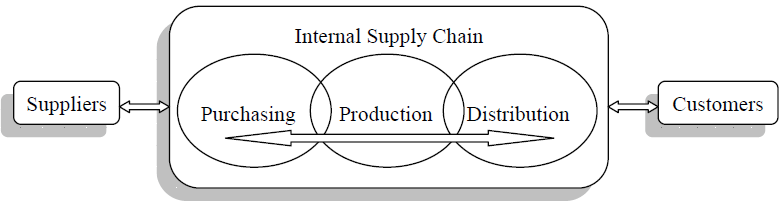 Internal Supply Chain
Suppliers
Purchasing
Production
Distribution
Customers